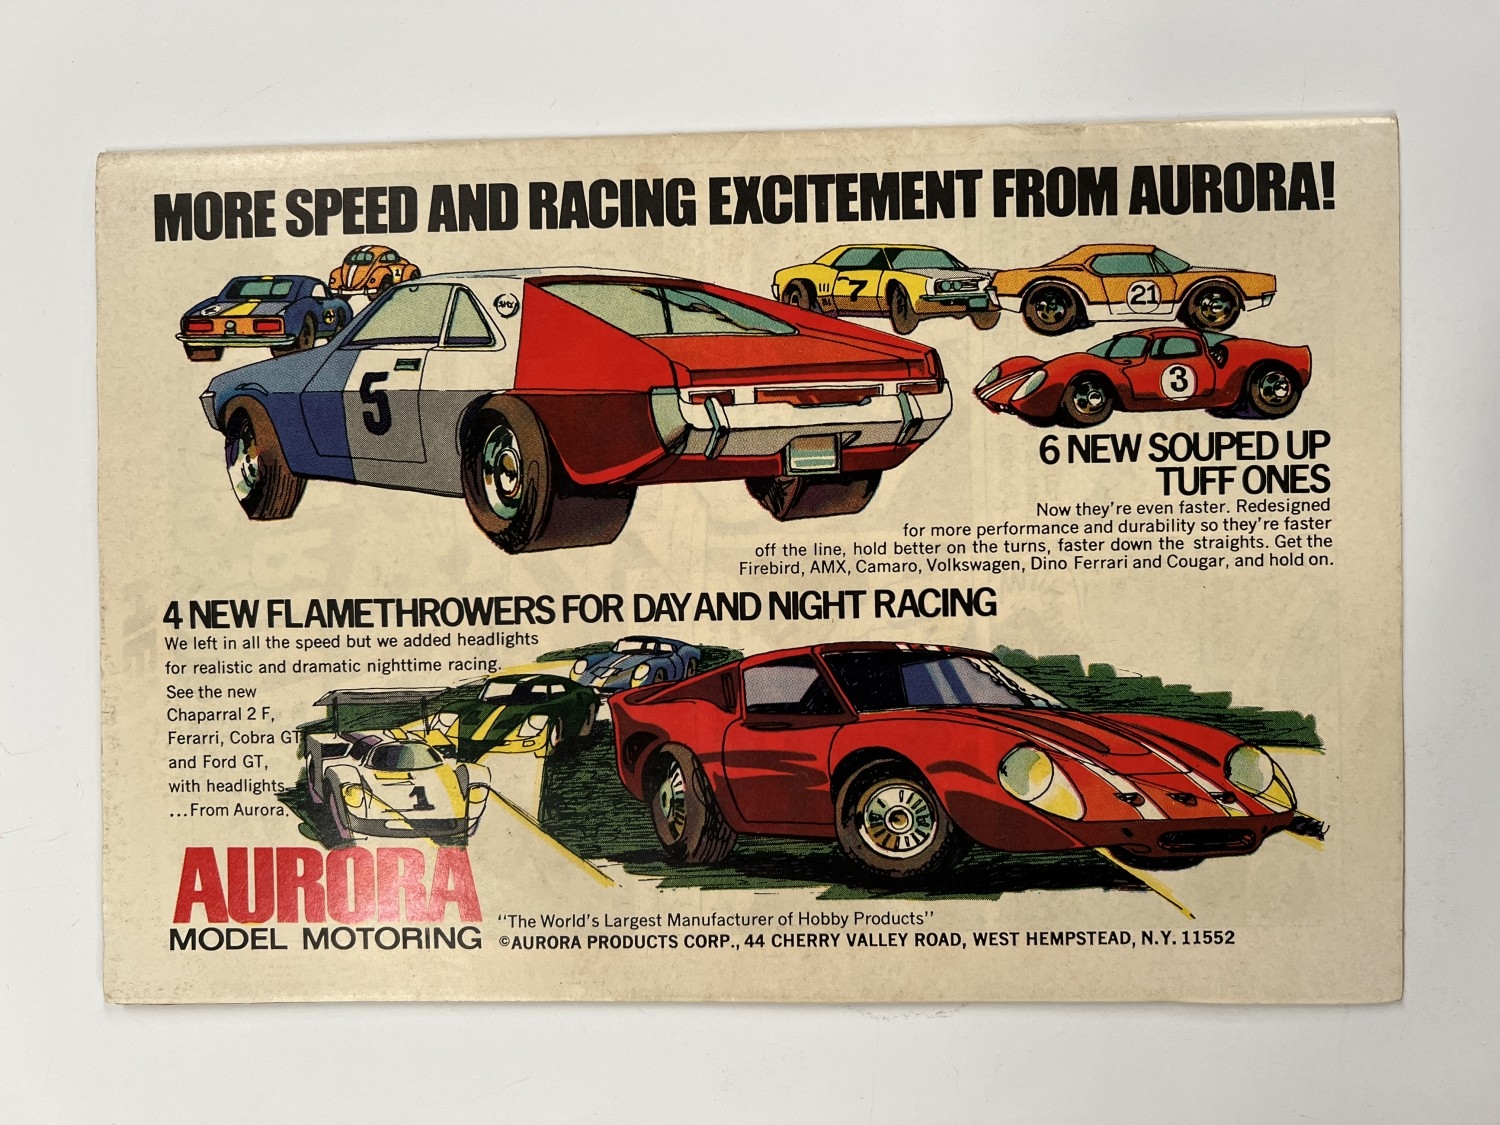 MORE SPEED AND RACING EXCITEMENT FROM AURORA!
1
AMX
5
7
21
3
6 NEW SOUPED UP
TUFF ONES
Now they're even faster. Redesigned
for more performance and durability so they're faster
off the line, hold better on the turns, faster down the straights. Get the
Firebird, AMX, Camaro, Volkswagen, Dino Ferrari and Cougar, and hold on.
4 NEW FLAMETHROWERS FOR DAY AND NIGHT RACING
We left in all the speed but we added headlights
for realistic and dramatic nighttime racing.
See the new
Chaparral 2 F,
Ferarri, Cobra GT
and Ford GT,
with headlights
...From Aurora.
1
AURORA
MODEL MOTORING
"The World's Largest Manufacturer of Hobby Products"
©AURORA PRODUCTS CORP., 44 CHERRY VALLEY ROAD, WEST HEMPSTEAD, N.Y. 11552